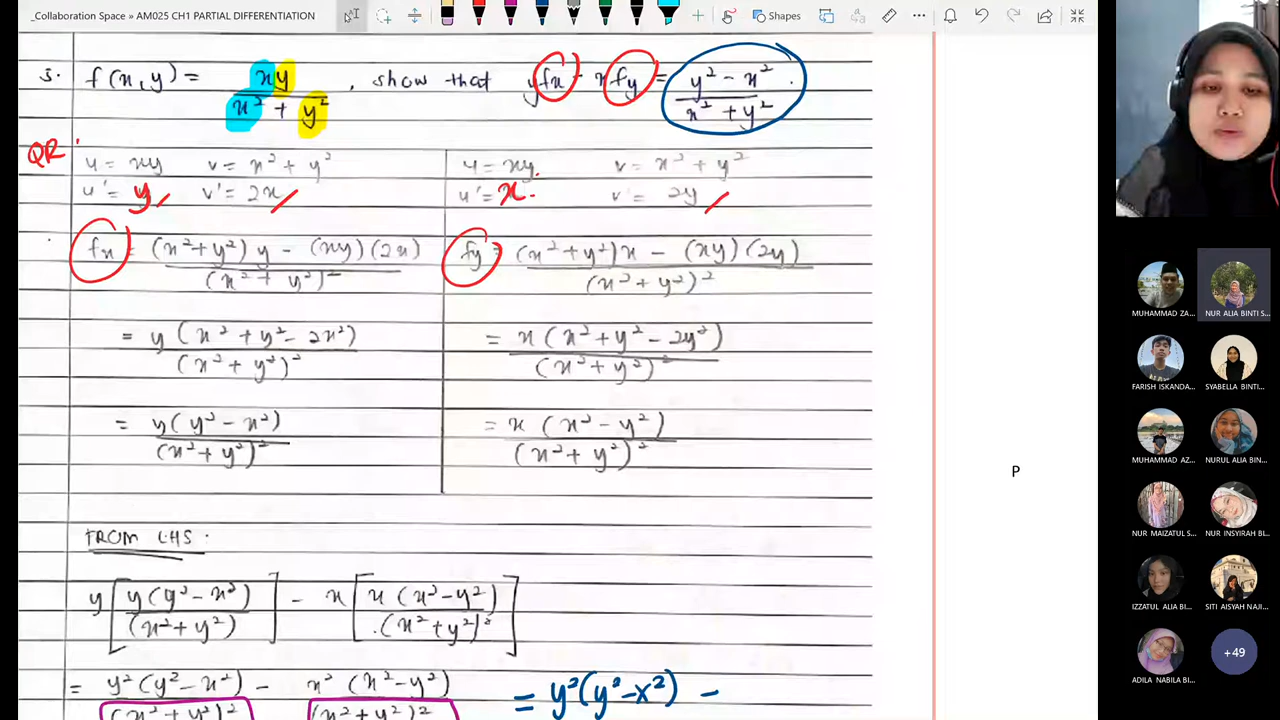 _Collaboration Space > AM025 CH1 PARTIAL DIFFERENTIATION
Shapes
f(x,y) = xy / x² + y² , show that yfx - xfy = y² - x² / x² + y² .
QR
u = xy v = x² + y²
u' = y v' = 2x
fx = (x² + y²) y - (xy)(2x) / (x² + y²)²
= y (x² + y² - 2x²) / (x² + y²)²
= y (y² - x²) / (x² + y²)²
u = xy v = x² + y²
u' = x v' = 2y
fy = (x² + y²) x - (xy)(2y) / (x² + y²)²
= x (x² + y² - 2y²) / (x² + y²)²
= x (x² - y²) / (x² + y²)²
FROM LHS :
y [ y (y² - x²) / (x² + y²) ] - x [ x (x² - y²) / (x² + y²)² ]
= y² (y² - x²) / (x² + y²)² - x² (x² - y²) / (x² + y²)² = y² (y² - x²) -
P
MUHAMMAD ZA...
NUR ALIA BINTI S...
FARISH ISKANDA...
SYABELLA BINTI...
MUHAMMAD AZ...
NURUL ALIA BIN...
NUR MAIZATUL S...
NUR INSYIRAH BI...
IZZATUL ALIA BI...
SITI AISYAH NAJI...
ADILA NABILA BI...
+49